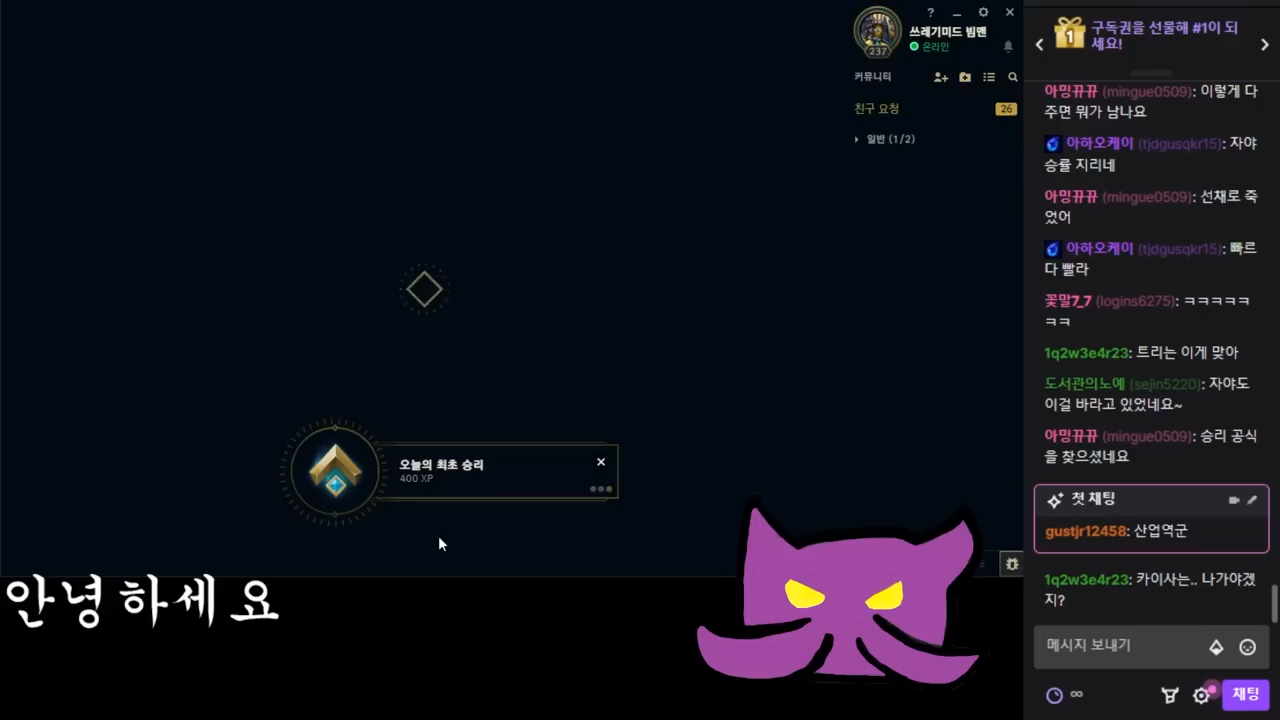 쓰레기미드 빔맨
온라인
237
커뮤니티
친구 요청
26
일반 (1/2)
오늘의 최초 승리
400 XP
안녕하세요
1
구독권을 선물해 #1이 되
세요!
아밍뀨뀨 (mingue0509): 이렇게 다
주면 뭐가 남나요
아하오케이 (tjdgusqkr15): 자야
승률 지리네
아밍뀨뀨 (mingue0509): 선채로 죽
었어
아하오케이 (tjdgusqkr15): 빠르
다 빨라
꽃말7_7 (logins6275): ㅋㅋㅋㅋㅋ
ㅋㅋ
1q2w3e4r23: 트리는 이게 맞아
도서관의노예 (sejin5220): 자야도
이걸 바라고 있었네요~
아밍뀨뀨 (mingue0509): 승리 공식
을 찾으셨네요
첫 채팅
gustjr12458: 산업역군
1q2w3e4r23: 카이사는.. 나가야겠
지?
메시지 보내기
채팅